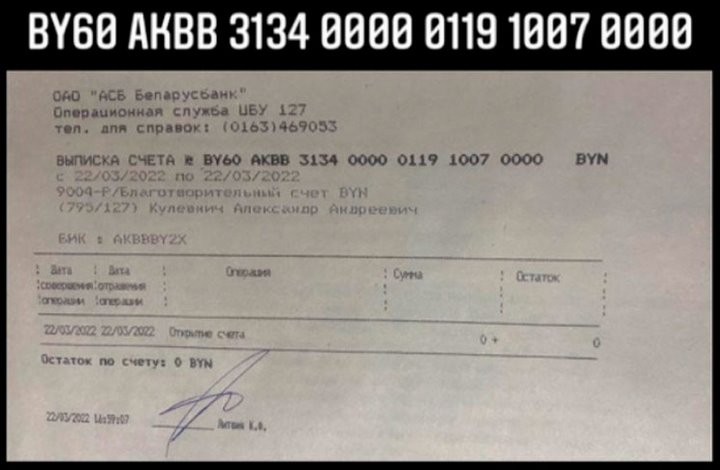 BY60 AKBB 3134 0000 0119 1007 0000
ОАО "АСБ Беларусбанк"
Операционная служба ЦБУ 127
тел. для справок: (0163)469053
ВЫПИСКА СЧЕТА № BY60 AKBB 3134 0000 0119 1007 0000 BYN
с 22/03/2022 по 22/03/2022
9004-Р/Благотворительный счет BYN
(795/127) Кулевнич Александр Андреевич
БИК : AKBBBY2X
Дата Дата Операция Сумма Остаток
совершения отражения
операции операции
22/03/2022 22/03/2022 Открытие счета 0 + 0
Остаток по счету: 0 BYN
22/03/2022 Литвин К.Ф.